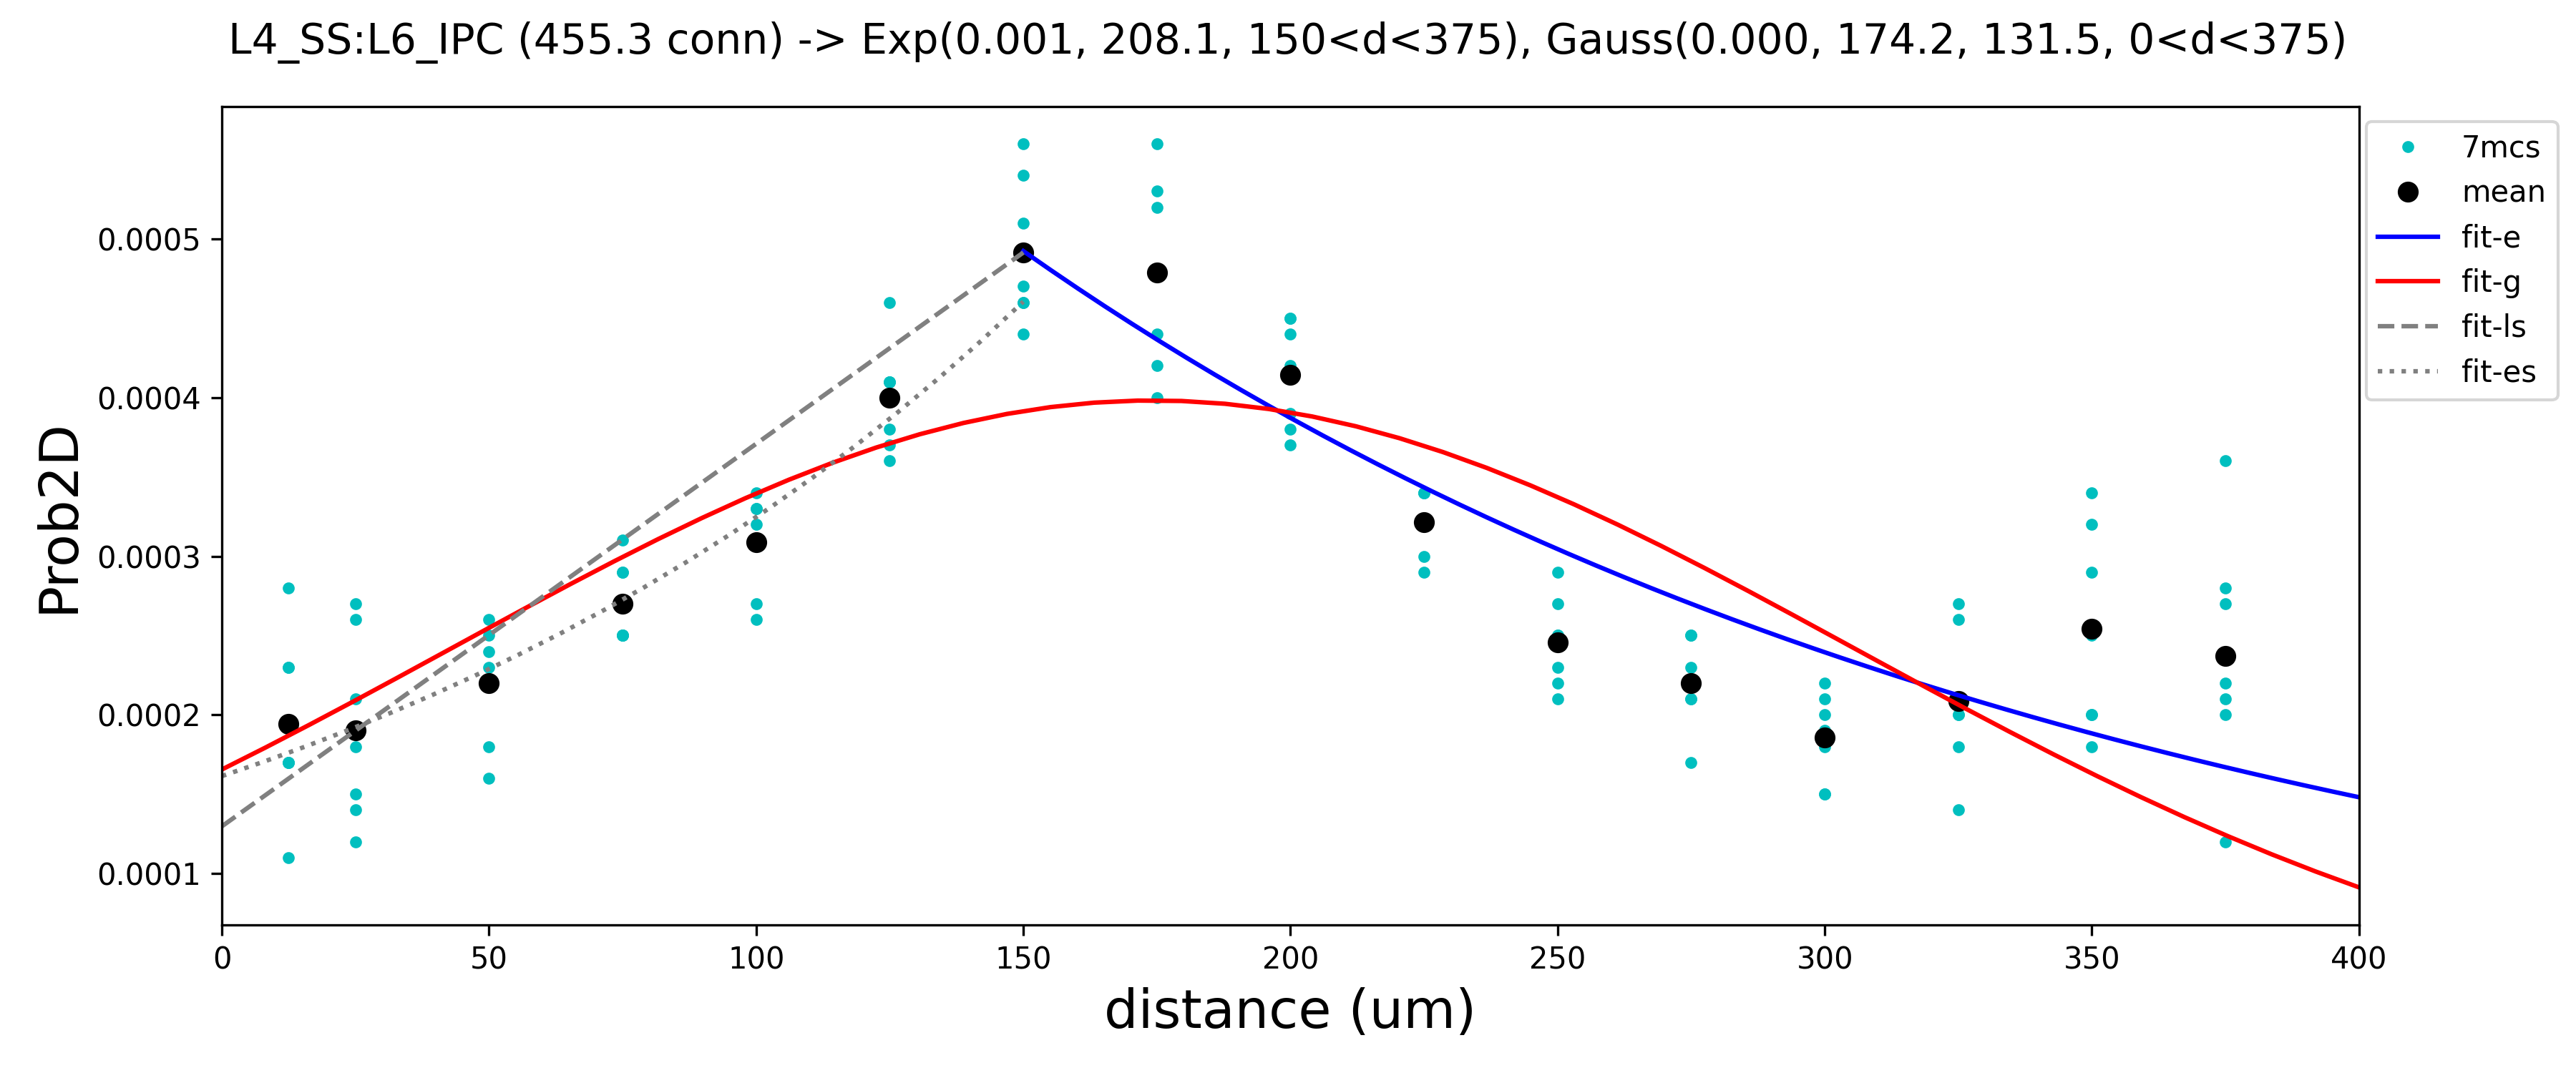 L4_SS:L6_IPC (455.3 conn) -> Exp(0.001, 208.1, 150<d<375), Gauss(0.000, 174.2, 131.5, 0<d<375)
7mcs
mean
fit-e
fit-g
fit-ls
fit-es
Prob2D
0.0005
0.0004
0.0003
0.0002
0.0001
0 50 100 150 200 250 300 350 400
distance (um)